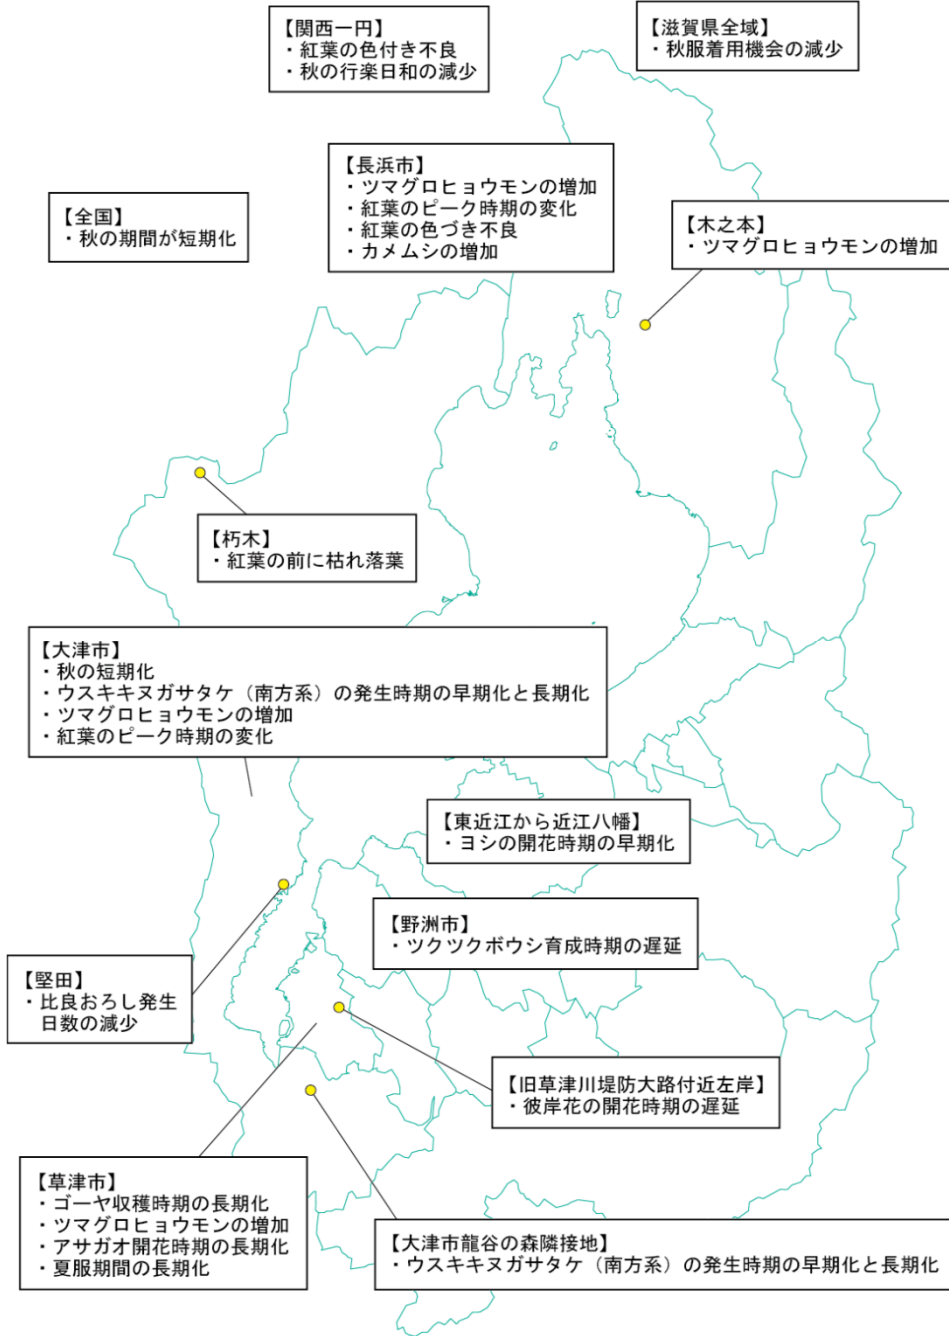 【関西一円】
・紅葉の色付き不良
・秋の行楽日和の減少
【滋賀県全域】
・秋服着用機会の減少
【長浜市】
・ツマグロヒョウモンの増加
・紅葉のピーク時期の変化
・紅葉の色づき不良
・カメムシの増加
【全国】
・秋の期間が短期化
【木之本】
・ツマグロヒョウモンの増加
【朽木】
・紅葉の前に枯れ落葉
【大津市】
・秋の短期化
・ウスキキヌガサタケ（南方系）の発生時期の早期化と長期化
・ツマグロヒョウモンの増加
・紅葉のピーク時期の変化
【東近江から近江八幡】
・ヨシの開花時期の早期化
【野洲市】
・ツクツクボウシ育成時期の遅延
【堅田】
・比良おろし発生
日数の減少
【旧草津川堤防大路付近左岸】
・彼岸花の開花時期の遅延
【草津市】
・ゴーヤ収穫時期の長期化
・ツマグロヒョウモンの増加
・アサガオ開花時期の長期化
・夏服期間の長期化
【大津市龍谷の森隣接地】
・ウスキキヌガサタケ（南方系）の発生時期の早期化と長期化